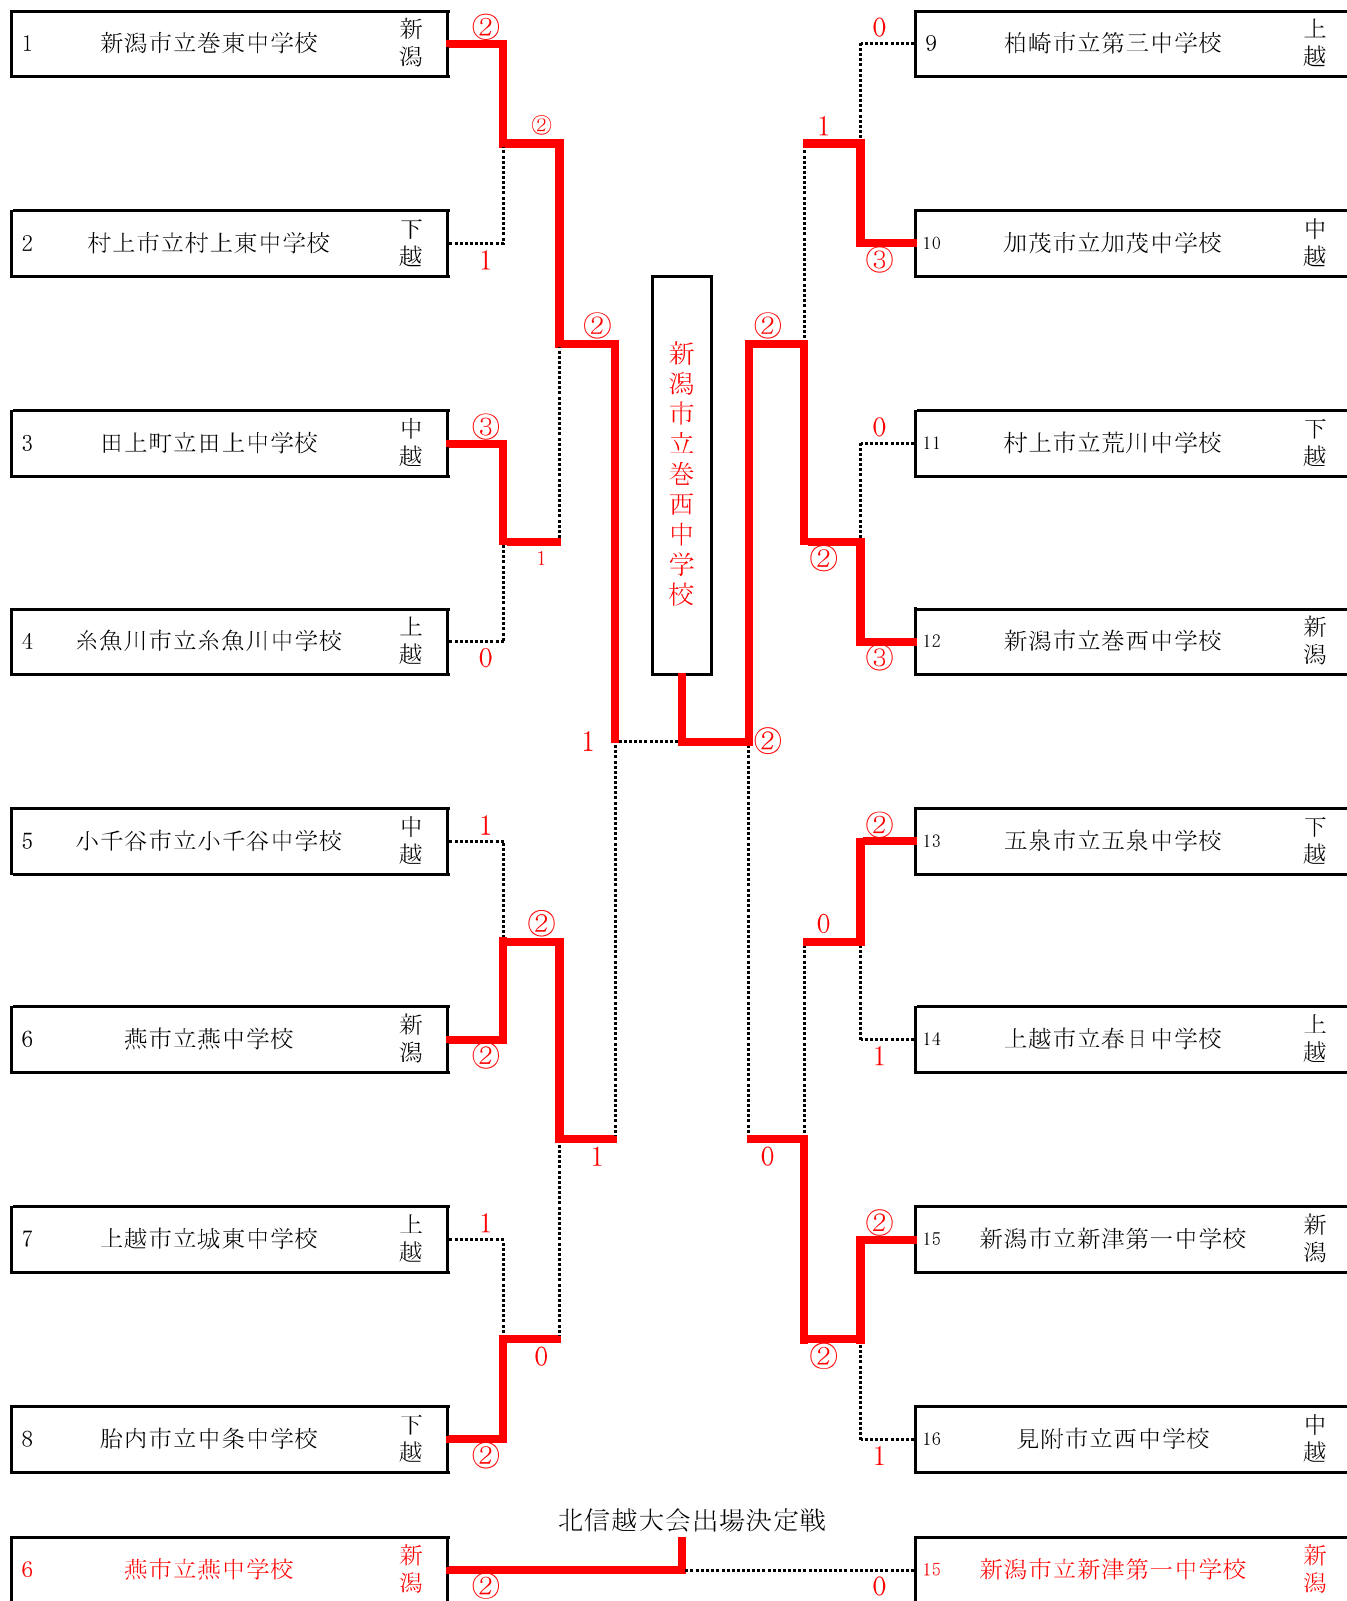 1 新潟市立巻東中学校 新潟
②
2 村上市立村上東中学校 下越
1
②
3 田上町立田上中学校 中越
③
4 糸魚川市立糸魚川中学校 上越
0
1
②
5 小千谷市立小千谷中学校 中越
1
6 燕市立燕中学校 新潟
②
②
7 上越市立城東中学校 上越
1
8 胎内市立中条中学校 下越
②
0
1
1
新潟市立巻西中学校
②
0
9 柏崎市立第三中学校 上越
1
10 加茂市立加茂中学校 中越
③
②
0
11 村上市立荒川中学校 下越
②
12 新潟市立巻西中学校 新潟
③
②
13 五泉市立五泉中学校 下越
0
14 上越市立春日中学校 上越
1
0
②
15 新潟市立新津第一中学校 新潟
②
16 見附市立西中学校 中越
1
北信越大会出場決定戦
6 燕市立燕中学校 新潟
②
15 新潟市立新津第一中学校 新潟
0